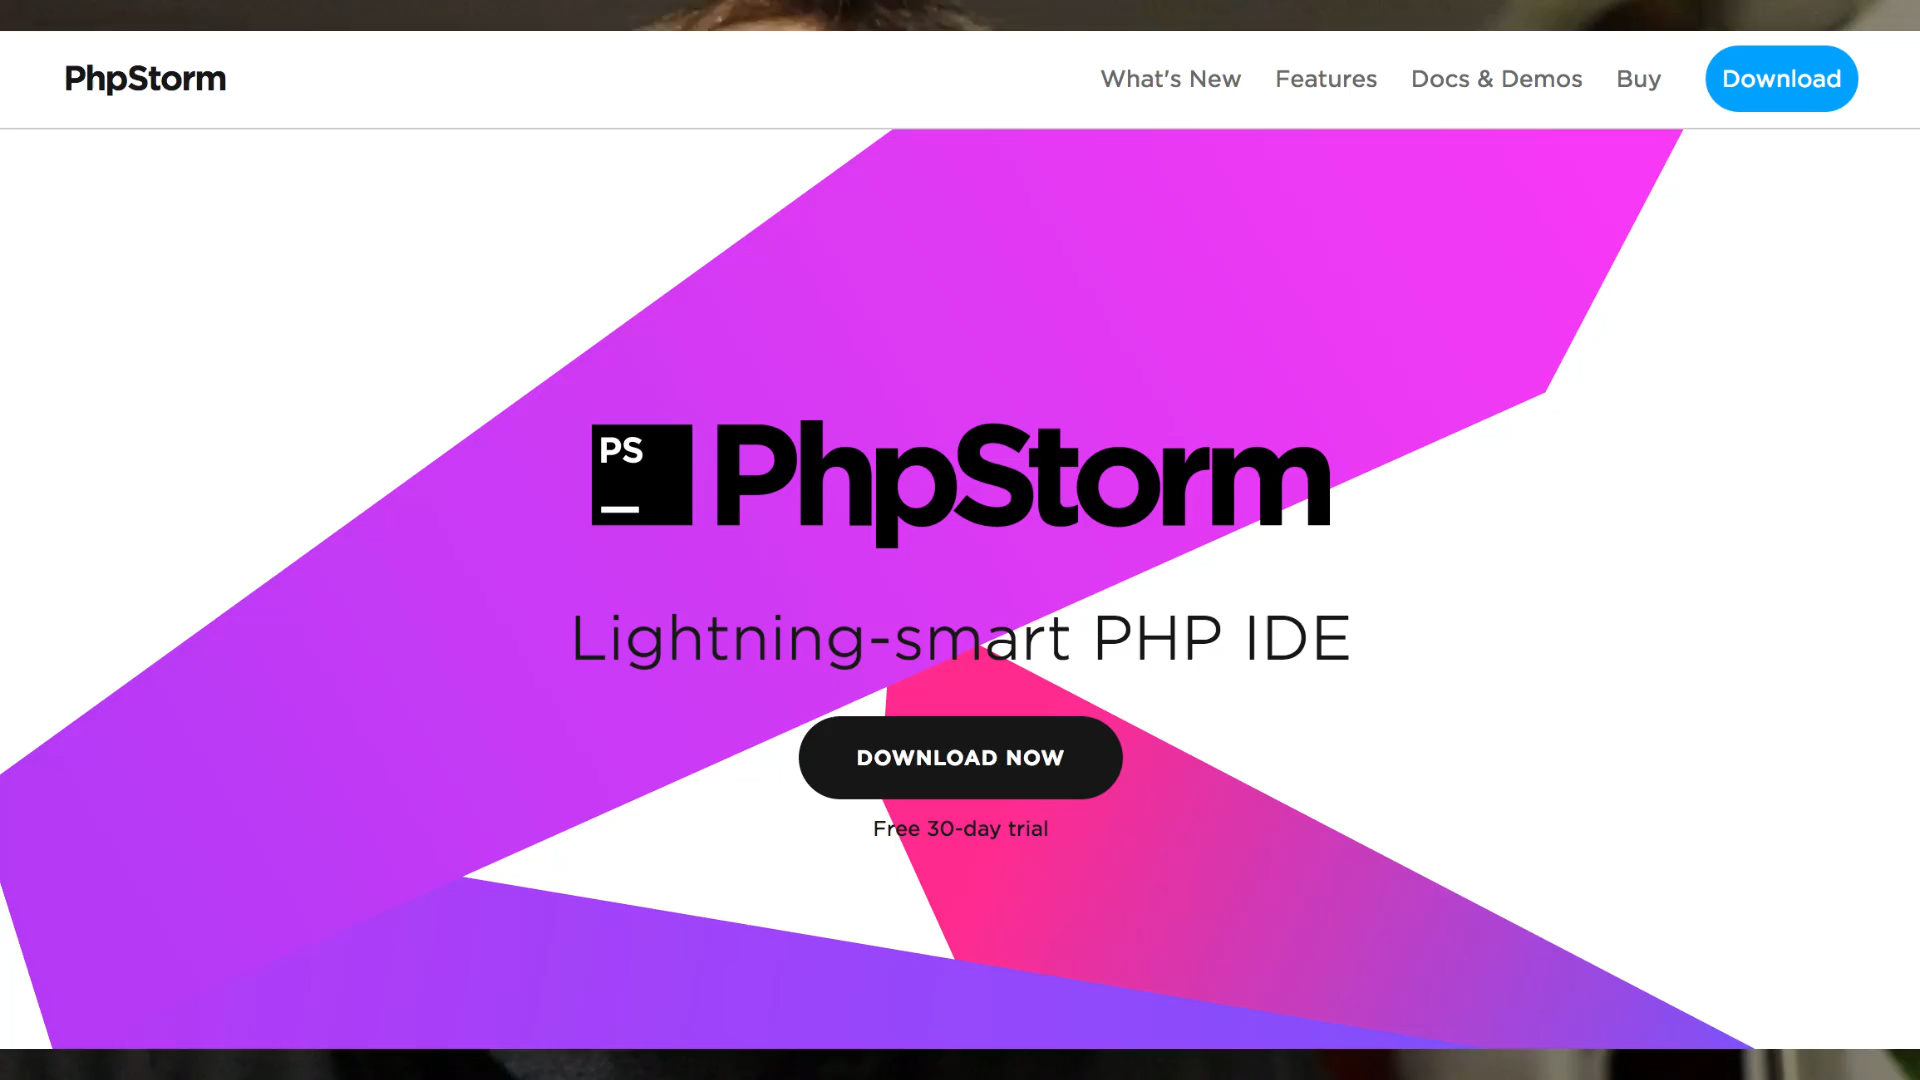 PhpStorm
What's New Features Docs & Demos Buy Download
PS
PhpStorm
Lightning-smart PHP IDE
DOWNLOAD NOW
Free 30-day trial